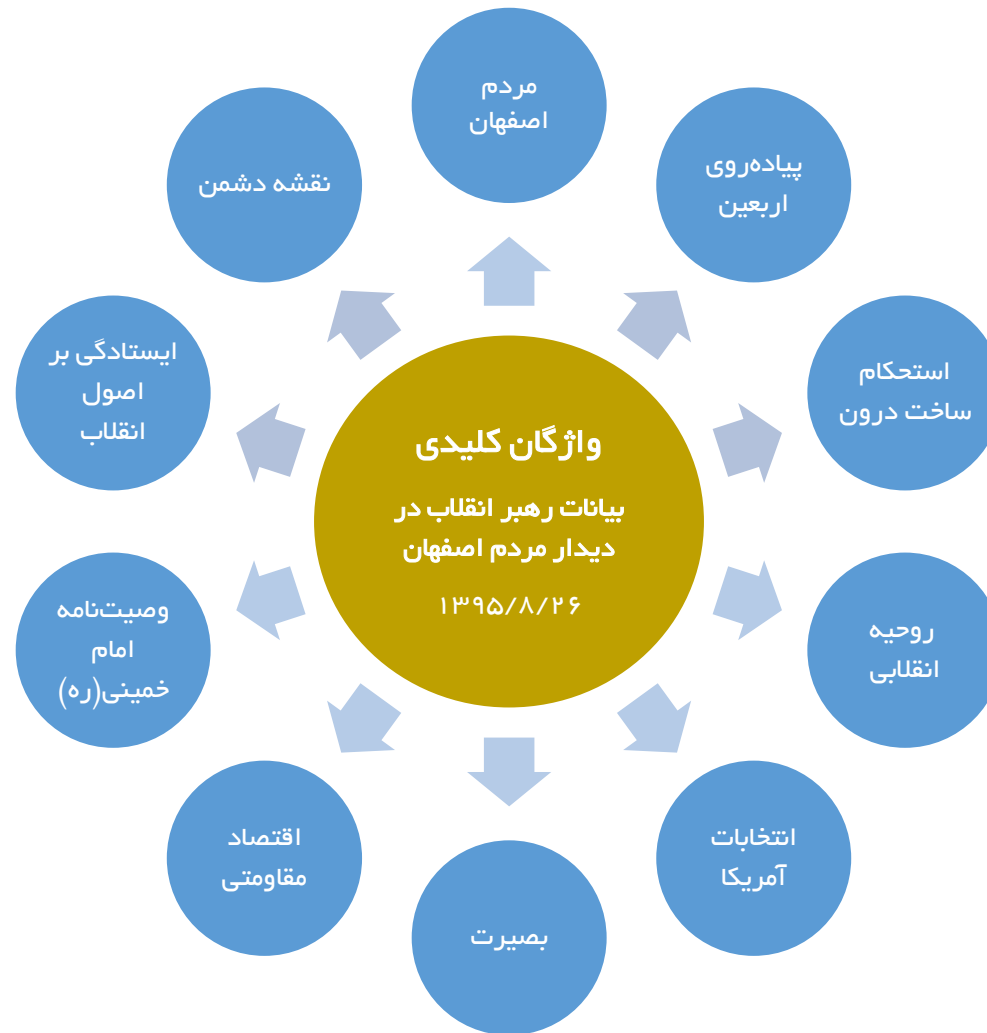 واژگان کلیدی
بیانات رهبر انقلاب در
دیدار مردم اصفهان
۱۳۹۵/۸/۲۶
مردم
اصفهان
پیاده‌روی
اربعین
استحکام
ساخت درون
روحیه
انقلابی
انتخابات
آمریکا
بصیرت
اقتصاد
مقاومتی
وصیت‌نامه
امام
خمینی(ره)
ایستادگی بر
اصول
انقلاب
نقشه دشمن